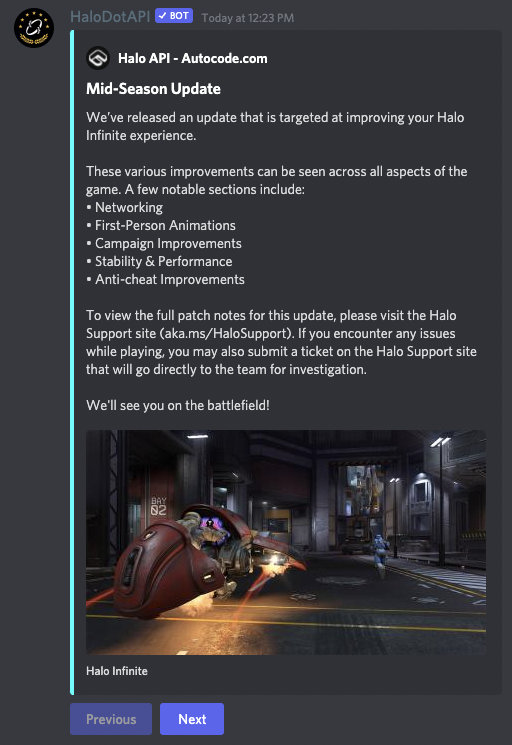 HaloDotAPI ✓ BOT Today at 12:23 PM
Halo API - Autocode.com
Mid-Season Update
We've released an update that is targeted at improving your Halo
Infinite experience.
These various improvements can be seen across all aspects of the
game. A few notable sections include:
• Networking
• First-Person Animations
• Campaign Improvements
• Stability & Performance
• Anti-cheat Improvements
To view the full patch notes for this update, please visit the Halo
Support site (aka.ms/HaloSupport). If you encounter any issues
while playing, you may also submit a ticket on the Halo Support site
that will go directly to the team for investigation.
We'll see you on the battlefield!
BAY
02
Halo Infinite
Previous
Next